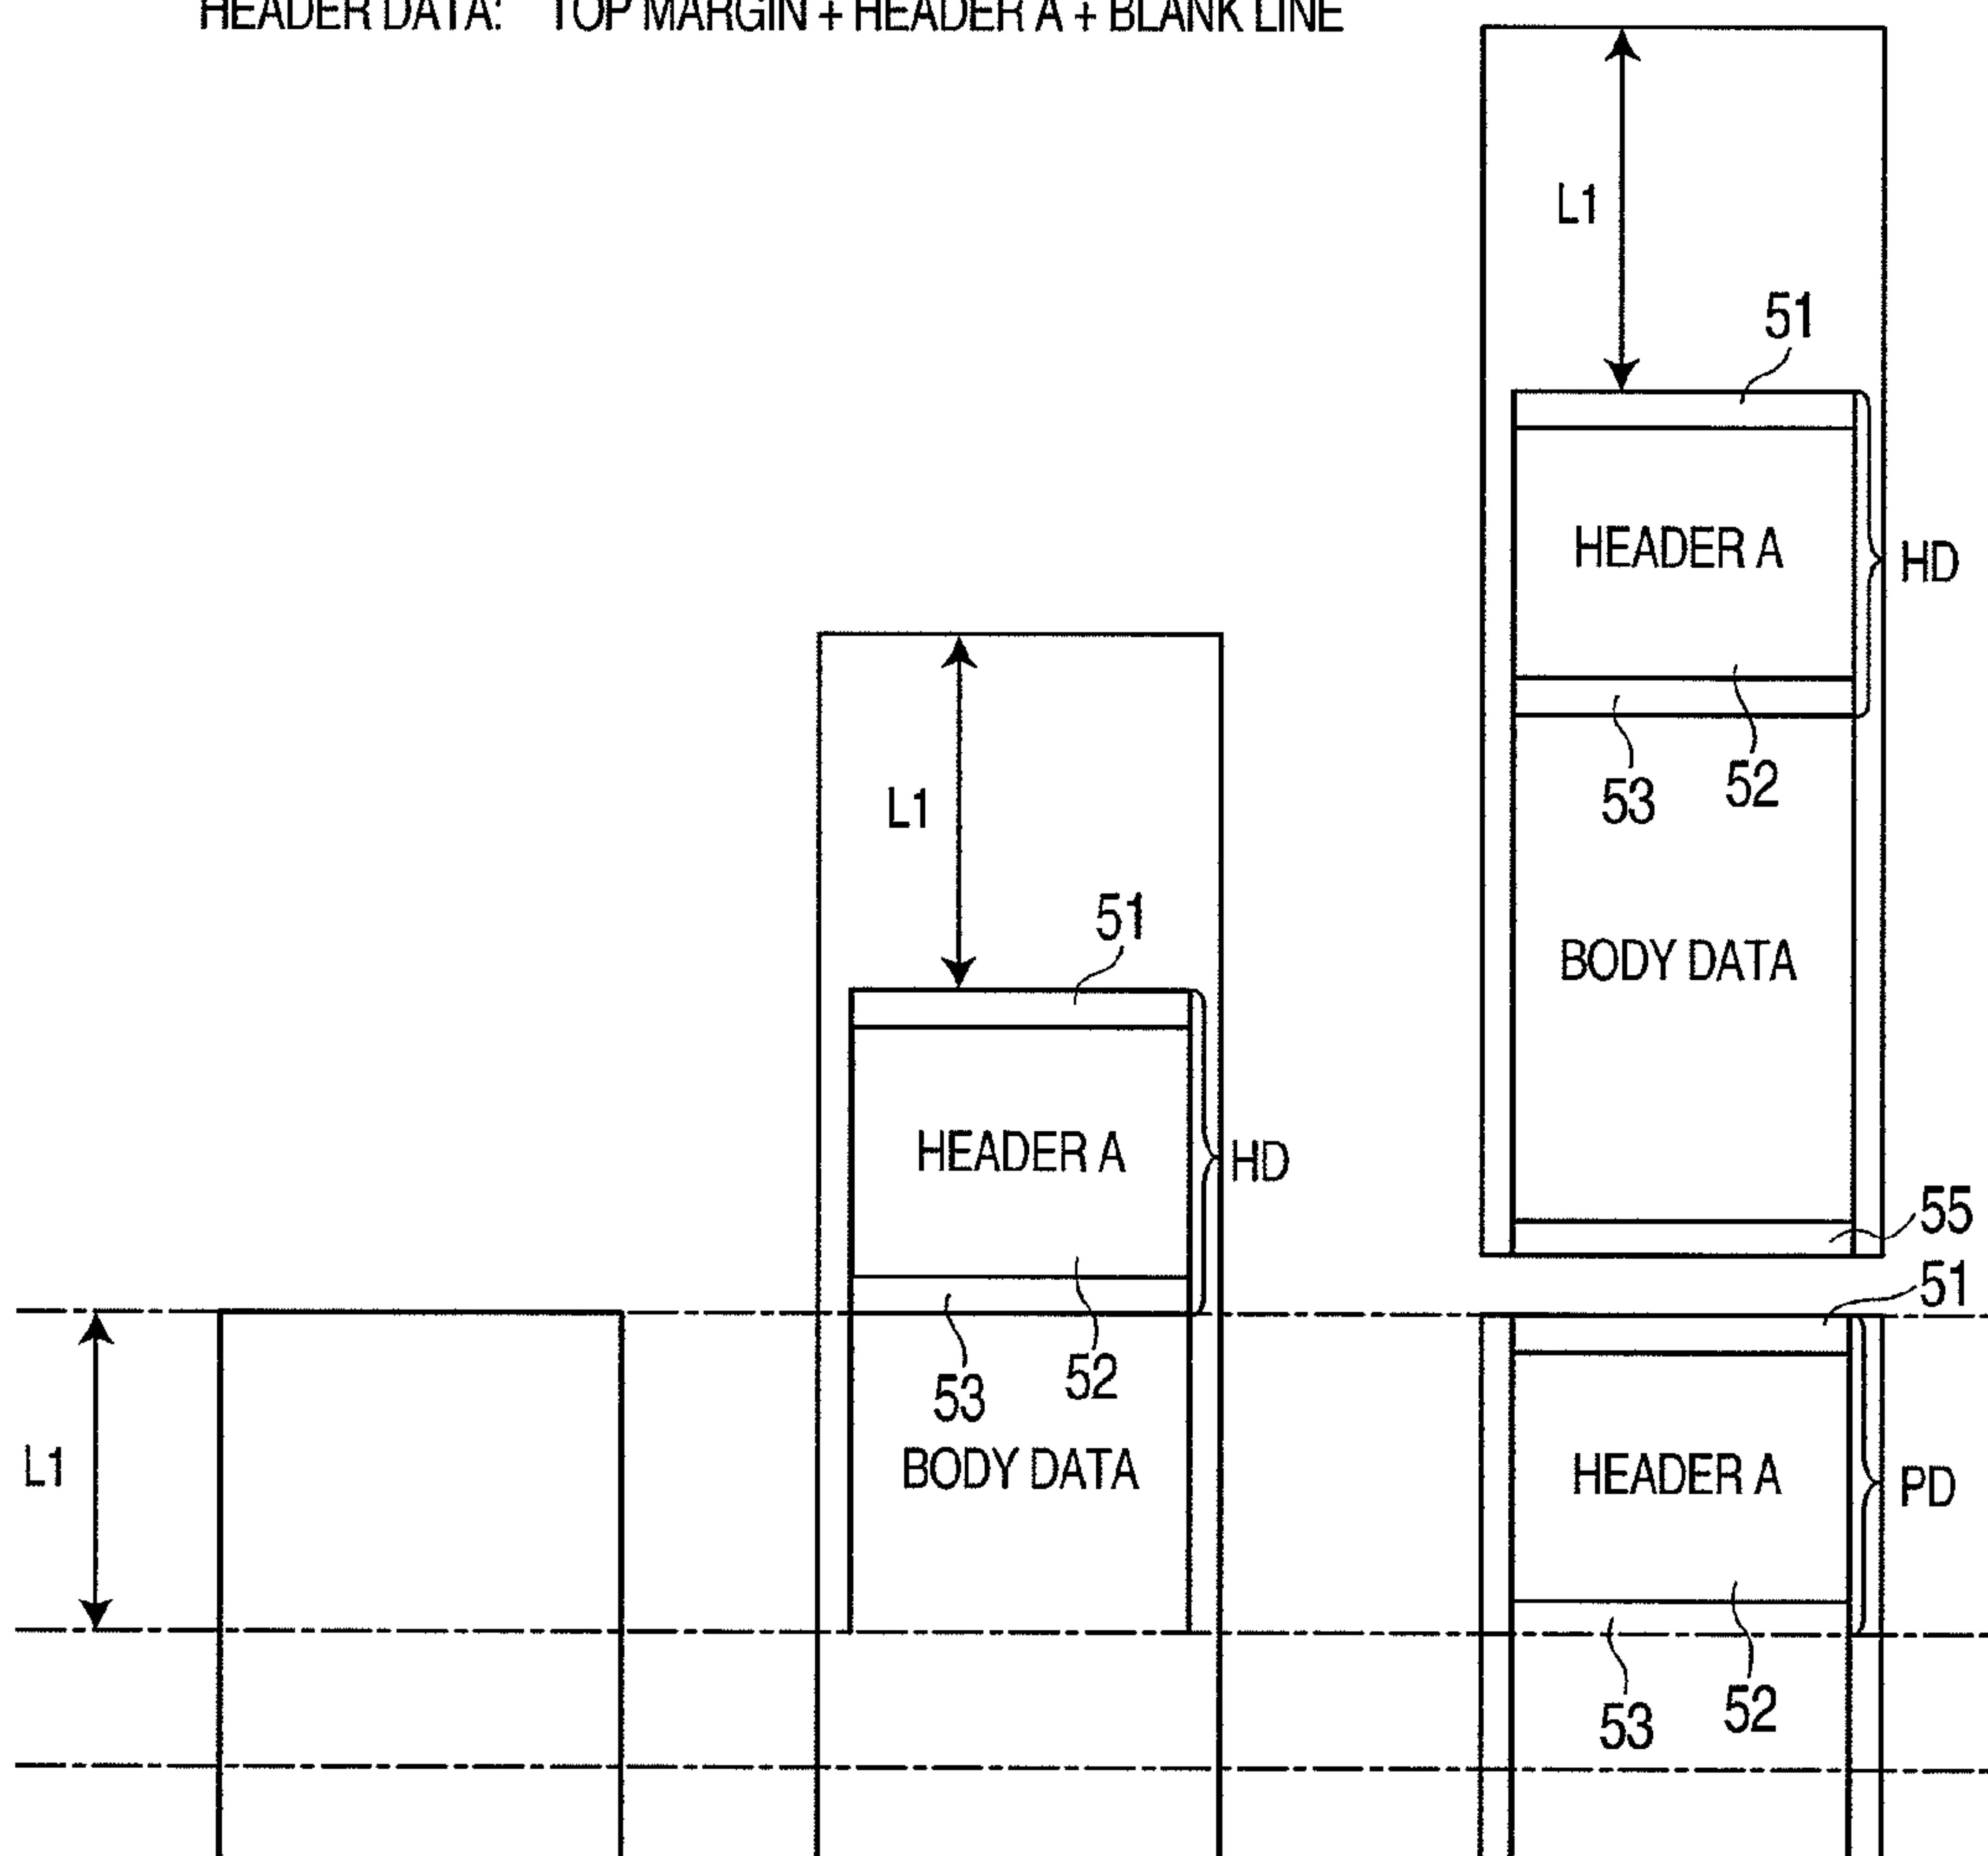 HEADER DATA: TOP MARGIN + HEADER A + BLANK LINE
L1
51
HEADER A
HD
53
52
BODY DATA
55
L1
51
HEADER A
HD
53
52
BODY DATA
L1
51
HEADER A
PD
53
52